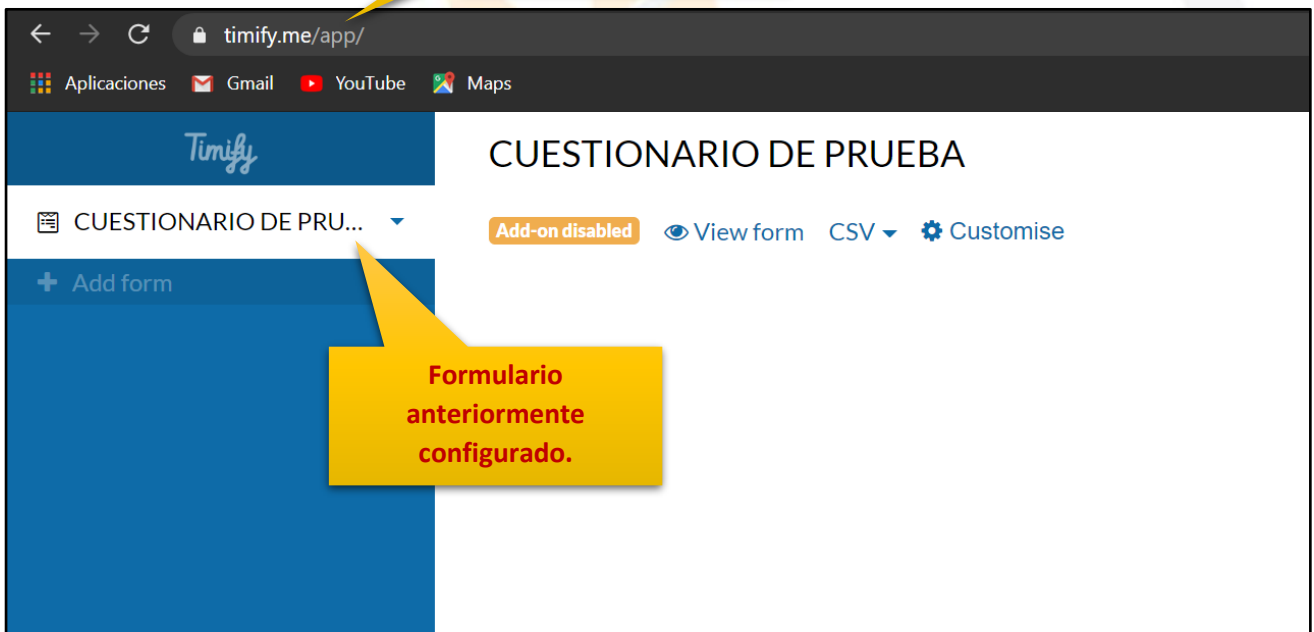 timify.me/app/
Aplicaciones Gmail YouTube Maps
Timify
CUESTIONARIO DE PRUEBA
CUESTIONARIO DE PRU...
Add-on disabled View form CSV Customise
Add form
Formulario
anteriormente
configurado.